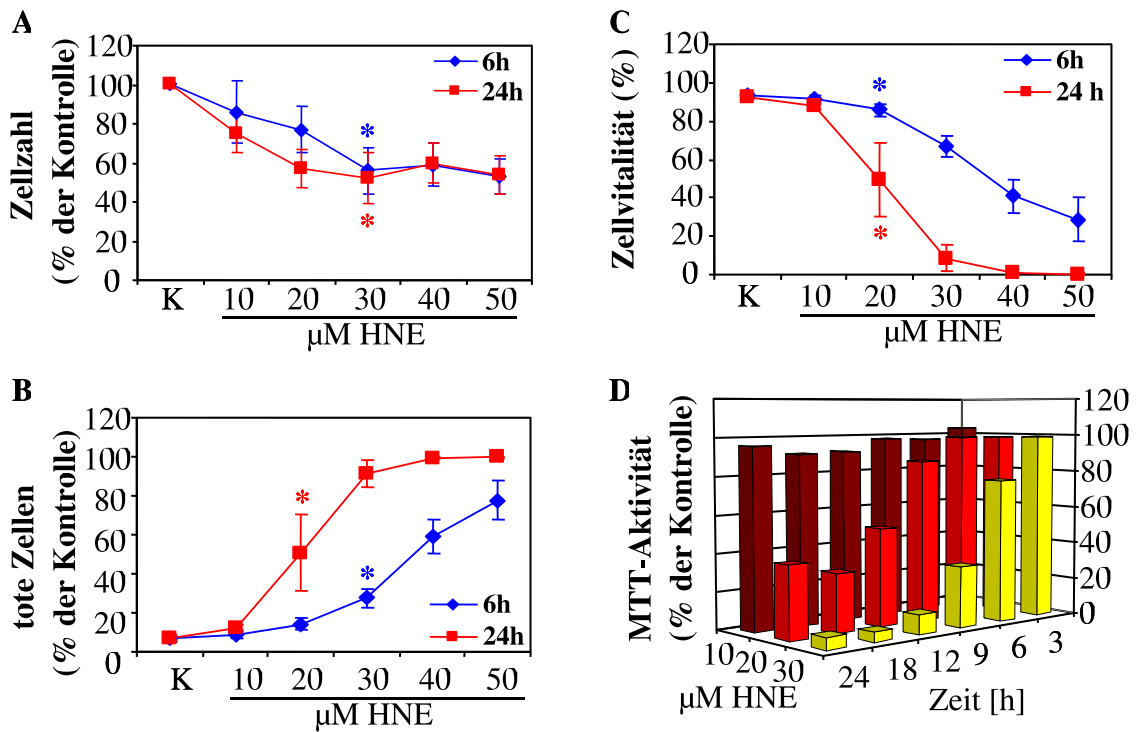 A
Zellzahl
(% der Kontrolle)
120
100
80
60
40
20
0
6h
24h
*
*
K 10 20 30 40 50
µM HNE
C
Zellvitalität (%)
120
100
80
60
40
20
0
6h
24 h
*
*
K 10 20 30 40 50
µM HNE
B
tote Zellen
(% der Kontrolle)
120
100
80
60
40
20
0
*
*
6h
24h
K 10 20 30 40 50
µM HNE
D
MTT-Aktivität
(% der Kontrolle)
120
100
80
60
40
20
0
10 20 30
µM HNE
24 18 12 9 6 3
Zeit [h]